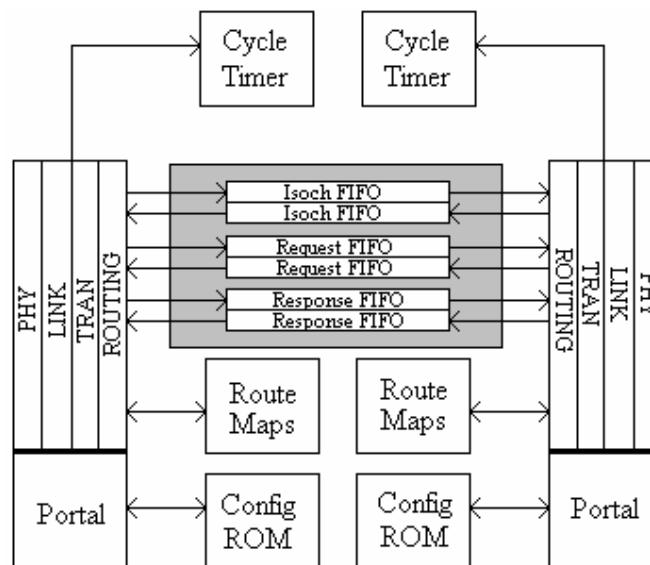 Cycle
Timer
Cycle
Timer
Isoch FIFO
Isoch FIFO
Request FIFO
Request FIFO
Response FIFO
Response FIFO
PHY
LINK
TRAN
ROUTING
ROUTING
TRAN
LINK
PHY
Route
Maps
Route
Maps
Portal
Config
ROM
Config
ROM
Portal